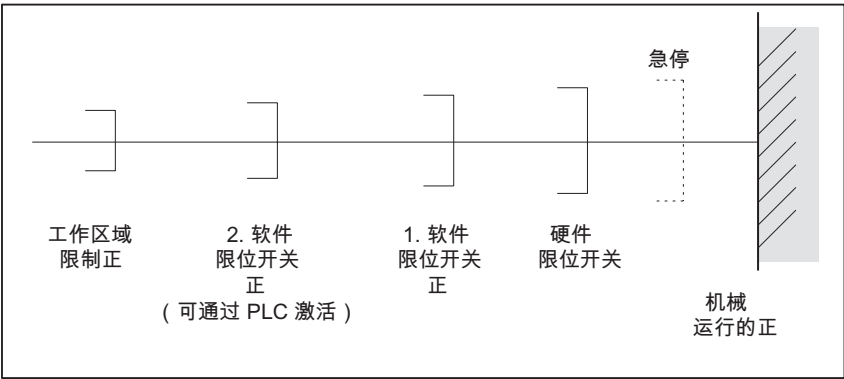 急停
工作区域
限制正
2. 软件
限位开关
正
(可通过 PLC 激活)
1. 软件
限位开关
正
硬件
限位开关
机械
运行的正